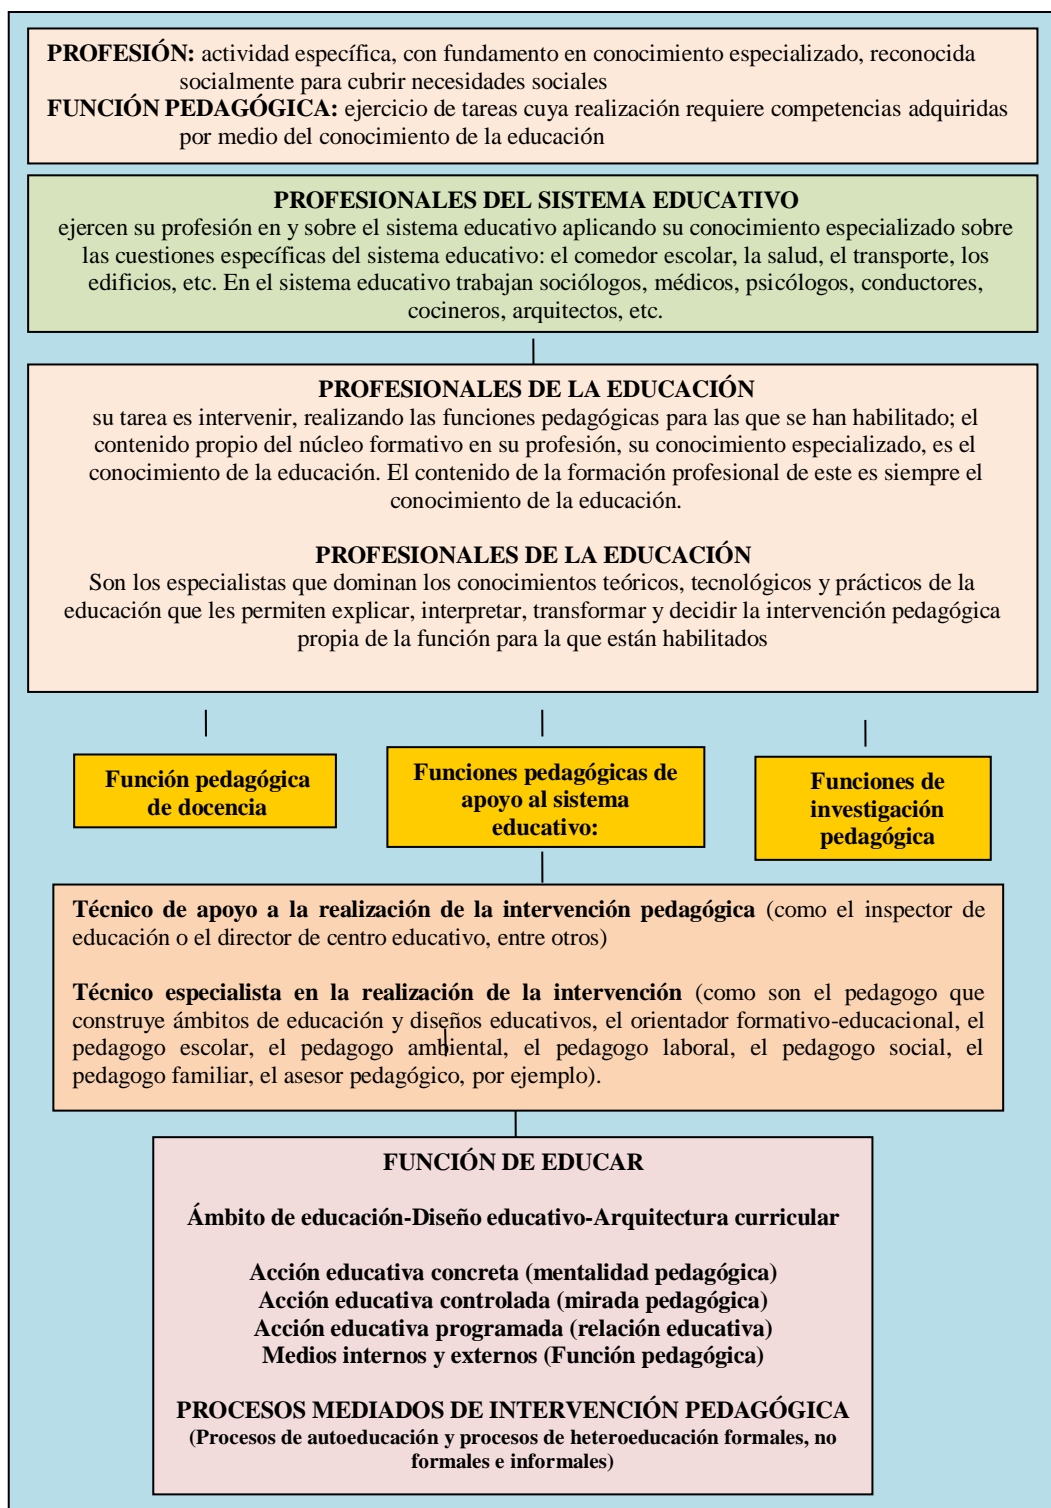 PROFESIÓN: actividad específica, con fundamento en conocimiento especializado, reconocida
socialmente para cubrir necesidades sociales
FUNCIÓN PEDAGÓGICA: ejercicio de tareas cuya realización requiere competencias adquiridas
por medio del conocimiento de la educación
PROFESIONALES DEL SISTEMA EDUCATIVO
ejercen su profesión en y sobre el sistema educativo aplicando su conocimiento especializado sobre
las cuestiones específicas del sistema educativo: el comedor escolar, la salud, el transporte, los
edificios, etc. En el sistema educativo trabajan sociólogos, médicos, psicólogos, conductores,
cocineros, arquitectos, etc.
PROFESIONALES DE LA EDUCACIÓN
su tarea es intervenir, realizando las funciones pedagógicas para las que se han habilitado; el
contenido propio del núcleo formativo en su profesión, su conocimiento especializado, es el
conocimiento de la educación. El contenido de la formación profesional de este es siempre el
conocimiento de la educación.
PROFESIONALES DE LA EDUCACIÓN
Son los especialistas que dominan los conocimientos teóricos, tecnológicos y prácticos de la
educación que les permiten explicar, interpretar, transformar y decidir la intervención pedagógica
propia de la función para la que están habilitados
Función pedagógica
de docencia
Funciones pedagógicas de
apoyo al sistema
educativo:
Funciones de
investigación
pedagógica
Técnico de apoyo a la realización de la intervención pedagógica (como el inspector de
educación o el director de centro educativo, entre otros)
Técnico especialista en la realización de la intervención (como son el pedagogo que
construye ámbitos de educación y diseños educativos, el orientador formativo-educacional, el
pedagogo escolar, el pedagogo ambiental, el pedagogo laboral, el pedagogo social, el
pedagogo familiar, el asesor pedagógico, por ejemplo).
FUNCIÓN DE EDUCAR
Ámbito de educación-Diseño educativo-Arquitectura curricular
Acción educativa concreta (mentalidad pedagógica)
Acción educativa controlada (mirada pedagógica)
Acción educativa programada (relación educativa)
Medios internos y externos (Función pedagógica)
PROCESOS MEDIADOS DE INTERVENCIÓN PEDAGÓGICA
(Procesos de autoeducación y procesos de heteroeducación formales, no
formales e informales)